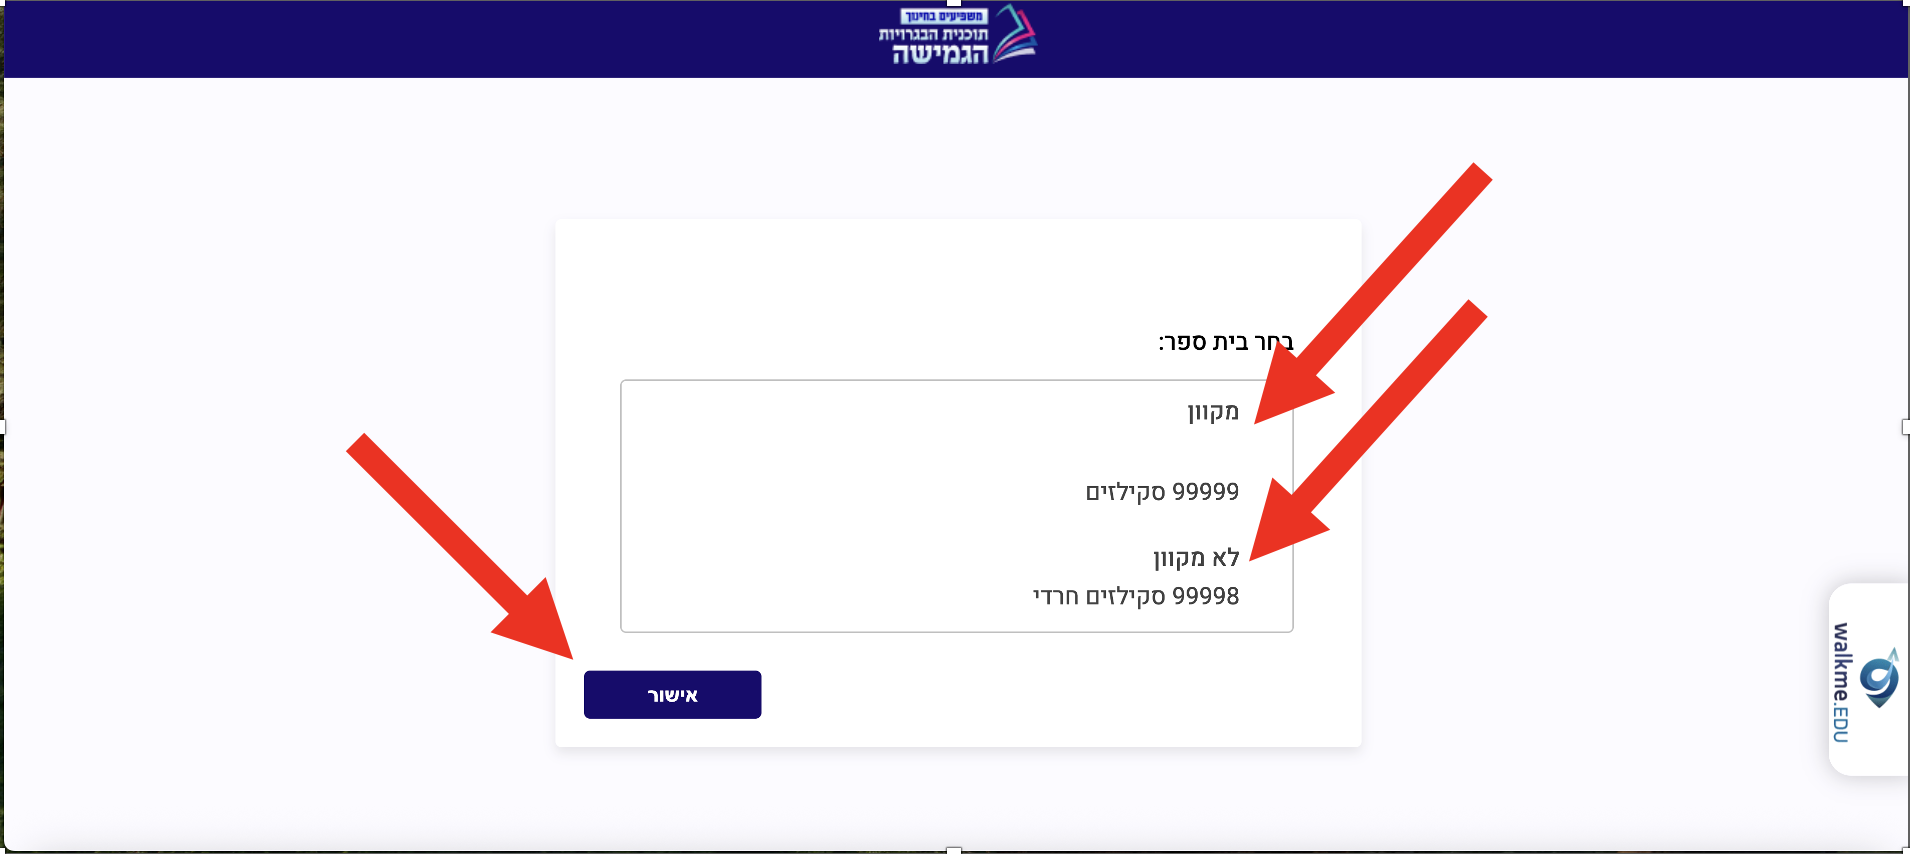 משפיעים בחינוך
תוכנית הבגרויות
הגמישה
בחר בית ספר:
מקוון
99999 סקילזים
לא מקוון
99998 סקילזים חרדי
אישור
walkme.EDU